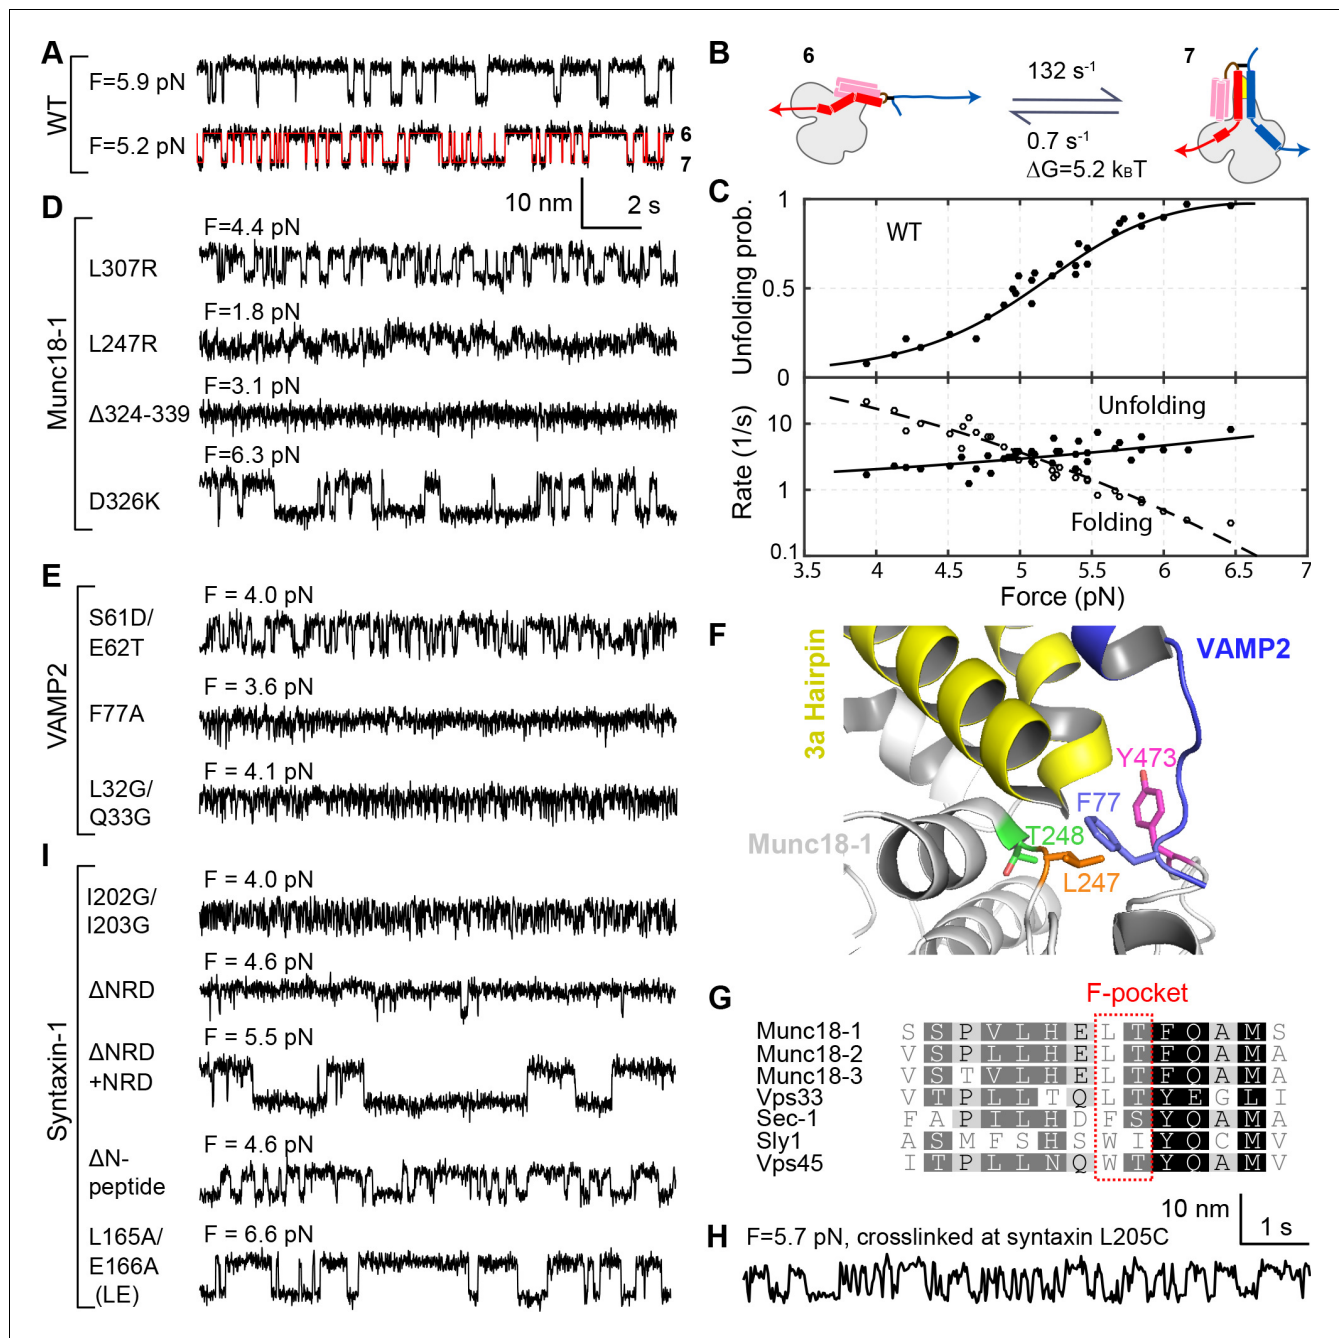 A
WT
F=5.9 pN
F=5.2 pN
6
7
10 nm
2 s
B
6
7
132 s-1
0.7 s-1
ΔG=5.2 kBT
C
WT
Unfolding prob.
1
0.5
0
Rate (1/s)
10
1
0.1
Unfolding
Folding
3.5 4 4.5 5 5.5 6 6.5 7
Force (pN)
D
Munc18-1
F=4.4 pN
L307R
F=1.8 pN
L247R
F=3.1 pN
Δ324-339
F=6.3 pN
D326K
E
VAMP2
F = 4.0 pN
S61D/
E62T
F = 3.6 pN
F77A
F = 4.1 pN
L32G/
Q33G
F
3a Hairpin
VAMP2
Y473
F77
T248
L247
Munc18-1
G
F-pocket
Munc18-1 S S P V L H E L T F Q A M S
Munc18-2 V S P L L H E L T F Q A M A
Munc18-3 V S T V L H E L T F Q A M A
Vps33 V T P L L T Q L T Y E G L I
Sec-1 F A P I L H D F S Y Q A M A
Sly1 A S M F S H S W I Y Q C M V
Vps45 I T P L L N Q W T Y Q A M V
10 nm
1 s
H
F=5.7 pN, crosslinked at syntaxin L205C
I
Syntaxin-1
F = 4.0 pN
I202G/
I203G
F = 4.6 pN
ΔNRD
F = 5.5 pN
ΔNRD
+NRD
F = 4.6 pN
ΔN-
peptide
F = 6.6 pN
L165A/
E166A
(LE)